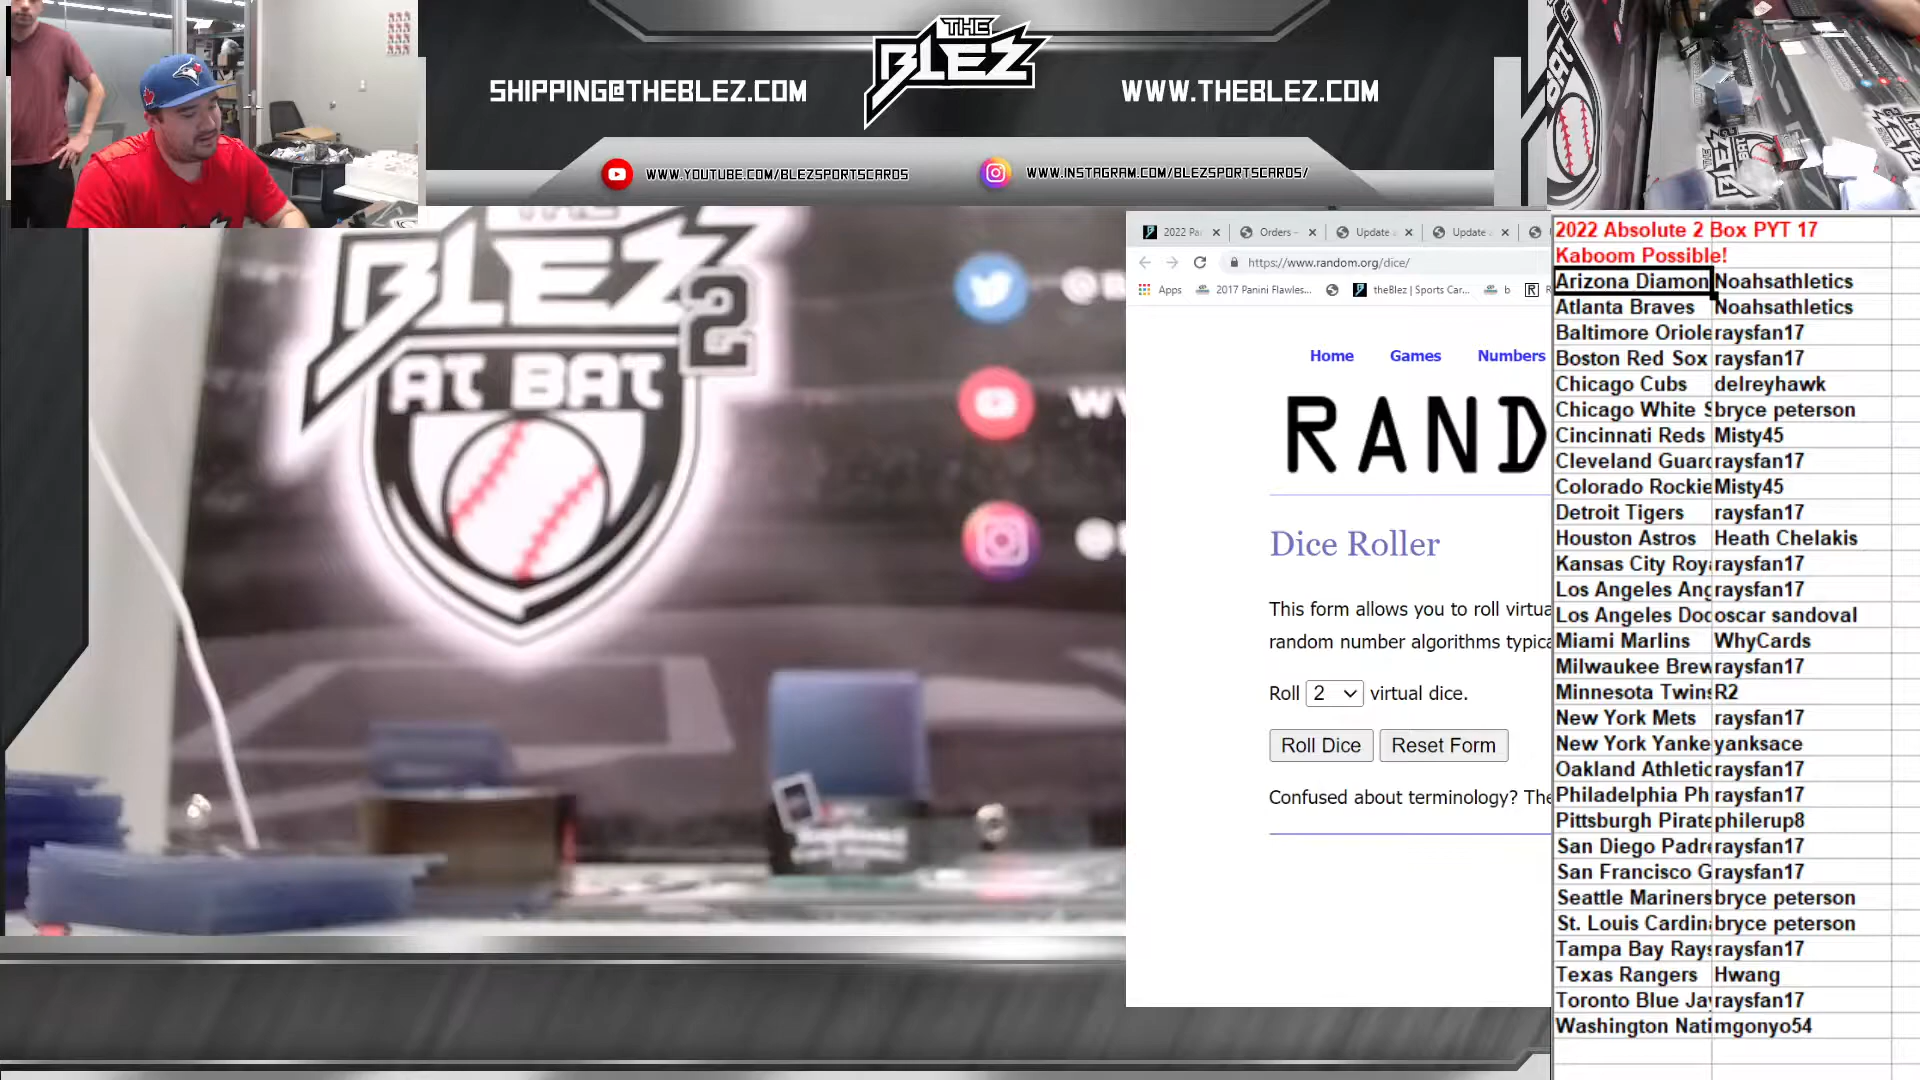 THE
BLEZ
SHIPPING@THEBLEZ.COM
WWW.THEBLEZ.COM
WWW.YOUTUBE.COM/BLEZSPORTSCARDS
WWW.INSTAGRAM.COM/BLEZSPORTSCARDS/
BLEZ
2
AT BAT
2022 Pa
Orders -
Update
Update
https://www.random.org/dice/
Apps
2017 Panini Flawles...
theBlez | Sports Car...
b
Home
Games
Numbers
RAND
Dice Roller
This form allows you to roll virtua
random number algorithms typica
Roll 2 virtual dice.
Roll Dice
Reset Form
Confused about terminology? The
2022 Absolute 2 Box PYT 17
Kaboom Possible!
Arizona Diamon Noahsathletics
Atlanta Braves Noahsathletics
Baltimore Oriole raysfan17
Boston Red Sox raysfan17
Chicago Cubs delreyhawk
Chicago White S bryce peterson
Cincinnati Reds Misty45
Cleveland Guard raysfan17
Colorado Rockie Misty45
Detroit Tigers raysfan17
Houston Astros Heath Chelakis
Kansas City Roya raysfan17
Los Angeles Ang raysfan17
Los Angeles Dod oscar sandoval
Miami Marlins WhyCards
Milwaukee Brew raysfan17
Minnesota Twins R2
New York Mets raysfan17
New York Yanke yanksace
Oakland Athletic raysfan17
Philadelphia Ph raysfan17
Pittsburgh Pirate philerup8
San Diego Padre raysfan17
San Francisco G raysfan17
Seattle Mariners bryce peterson
St. Louis Cardina bryce peterson
Tampa Bay Rays raysfan17
Texas Rangers Hwang
Toronto Blue Jay raysfan17
Washington Nati mgonyo54